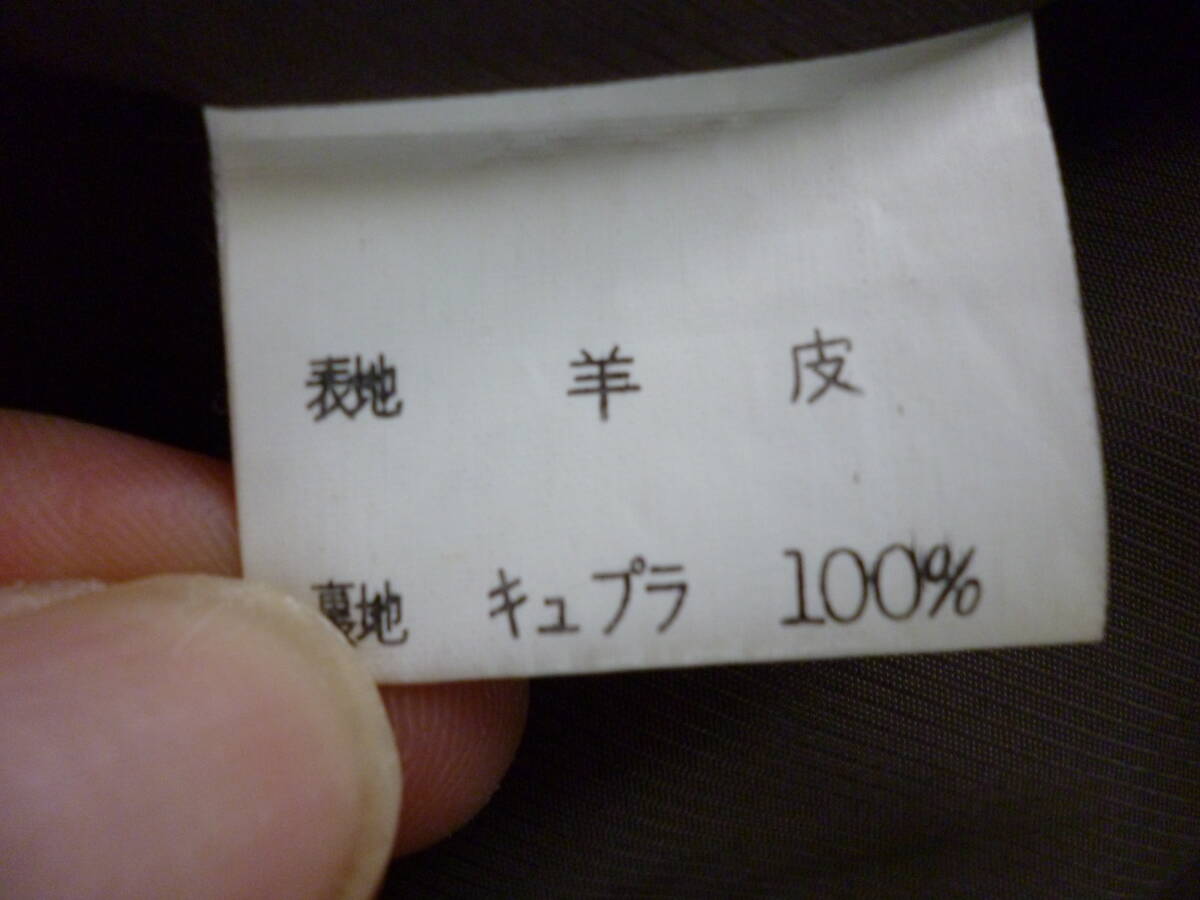 表地 羊 皮
裏地 キュプラ 100%